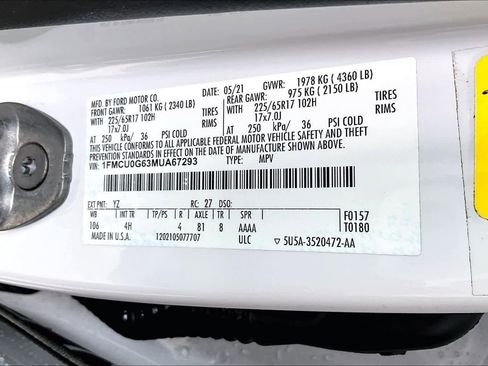 MFD. BY FORD MOTOR CO.
DATE: 05/21 GVWR: 1978 KG ( 4360 LB)
FRONT GAWR: 1061 KG ( 2340 LB) REAR GAWR: 975 KG ( 2150 LB)
225/65R17 102H TIRES 225/65R17 102H TIRES
17x7.0J RIMS 17x7.0J RIMS
AT 250 kPa/ 36 PSI COLD AT 250 kPa/ 36 PSI COLD
THIS VEHICLE CONFORMS TO ALL APPLICABLE FEDERAL MOTOR VEHICLE SAFETY AND THEFT
PREVENTION STANDARDS IN EFFECT ON THE DATE OF MANUFACTURE SHOWN ABOVE.
VIN: 1FMCU0G63MUA67293 TYPE: MPV
EXT PNT: YZ RC: 27 DSO:
WB INT TR TP/PS R AXLE TR SPR
106 4H 4 81 8 AAAA
F0157
T0180
MADE IN U.S.A. 1202105077707 ULC ▽ 5U5A-3520472-AA